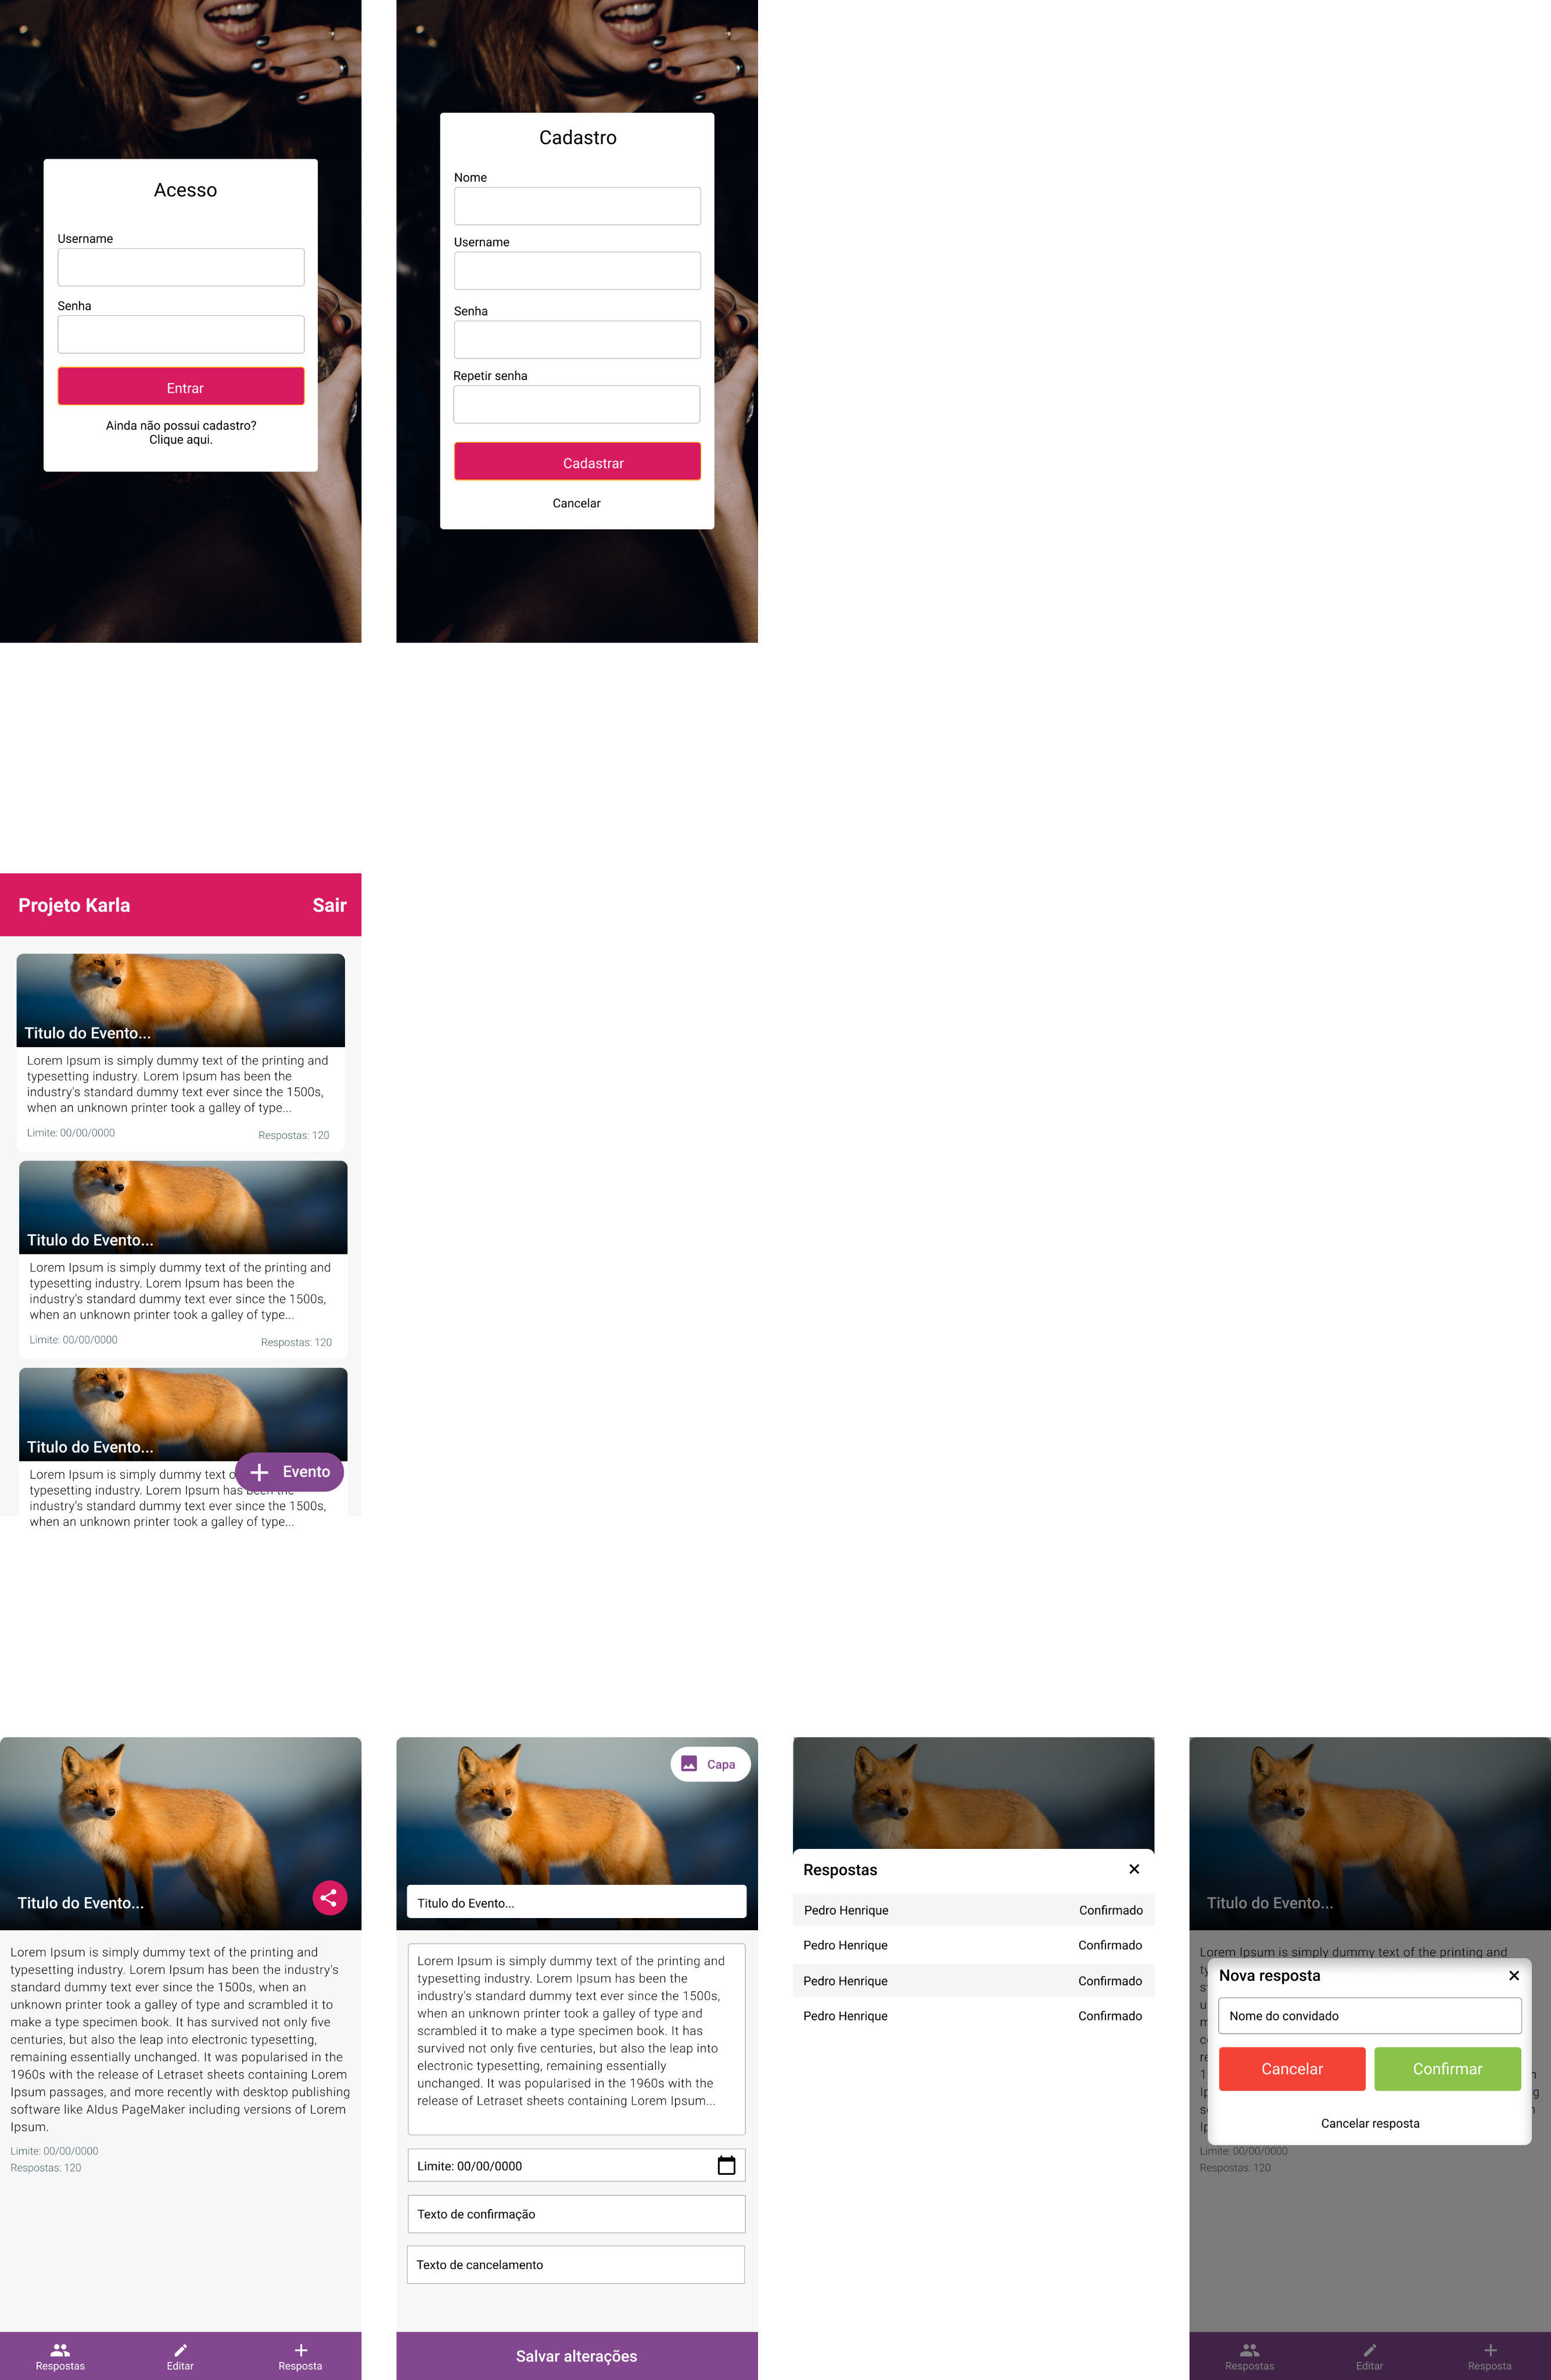 Acesso
Username
Senha
Entrar
Ainda não possui cadastro?
Clique aqui.
Cadastro
Nome
Username
Senha
Repetir senha
Cadastrar
Cancelar
Projeto Karla
Sair
Titulo do Evento...
Lorem Ipsum is simply dummy text of the printing and
typesetting industry. Lorem Ipsum has been the
industry's standard dummy text ever since the 1500s,
when an unknown printer took a galley of type...
Limite: 00/00/0000
Respostas: 120
Titulo do Evento...
Lorem Ipsum is simply dummy text of the printing and
typesetting industry. Lorem Ipsum has been the
industry's standard dummy text ever since the 1500s,
when an unknown printer took a galley of type...
Limite: 00/00/0000
Respostas: 120
Titulo do Evento...
Evento
Lorem Ipsum is simply dummy text
typesetting industry. Lorem Ipsum has been the
industry's standard dummy text ever since the 1500s,
when an unknown printer took a galley of type...
Titulo do Evento...
Lorem Ipsum is simply dummy text of the printing and
typesetting industry. Lorem Ipsum has been the industry's
standard dummy text ever since the 1500s, when an
unknown printer took a galley of type and scrambled it to
make a type specimen book. It has survived not only five
centuries, but also the leap into electronic typesetting,
remaining essentially unchanged. It was popularised in the
1960s with the release of Letraset sheets containing Lorem
Ipsum passages, and more recently with desktop publishing
software like Aldus PageMaker including versions of Lorem
Ipsum.
Limite: 00/00/0000
Respostas: 120
Respostas
Editar
Resposta
Capa
Titulo do Evento...
Lorem Ipsum is simply dummy text of the printing and
typesetting industry. Lorem Ipsum has been the
industry's standard dummy text ever since the 1500s,
when an unknown printer took a galley of type and
scrambled it to make a type specimen book. It has
survived not only five centuries, but also the leap into
electronic typesetting, remaining essentially
unchanged. It was popularised in the 1960s with the
release of Letraset sheets containing Lorem Ipsum...
Limite: 00/00/0000
Texto de confirmação
Texto de cancelamento
Salvar alterações
Respostas
Pedro Henrique
Confirmado
Pedro Henrique
Confirmado
Pedro Henrique
Confirmado
Pedro Henrique
Confirmado
Titulo do Evento...
Lorem Ipsum is simply dummy text of the printing and
Nova resposta
Nome do convidado
Cancelar
Confirmar
Cancelar resposta
Limite: 00/00/0000
Respostas: 120
Respostas
Editar
Resposta